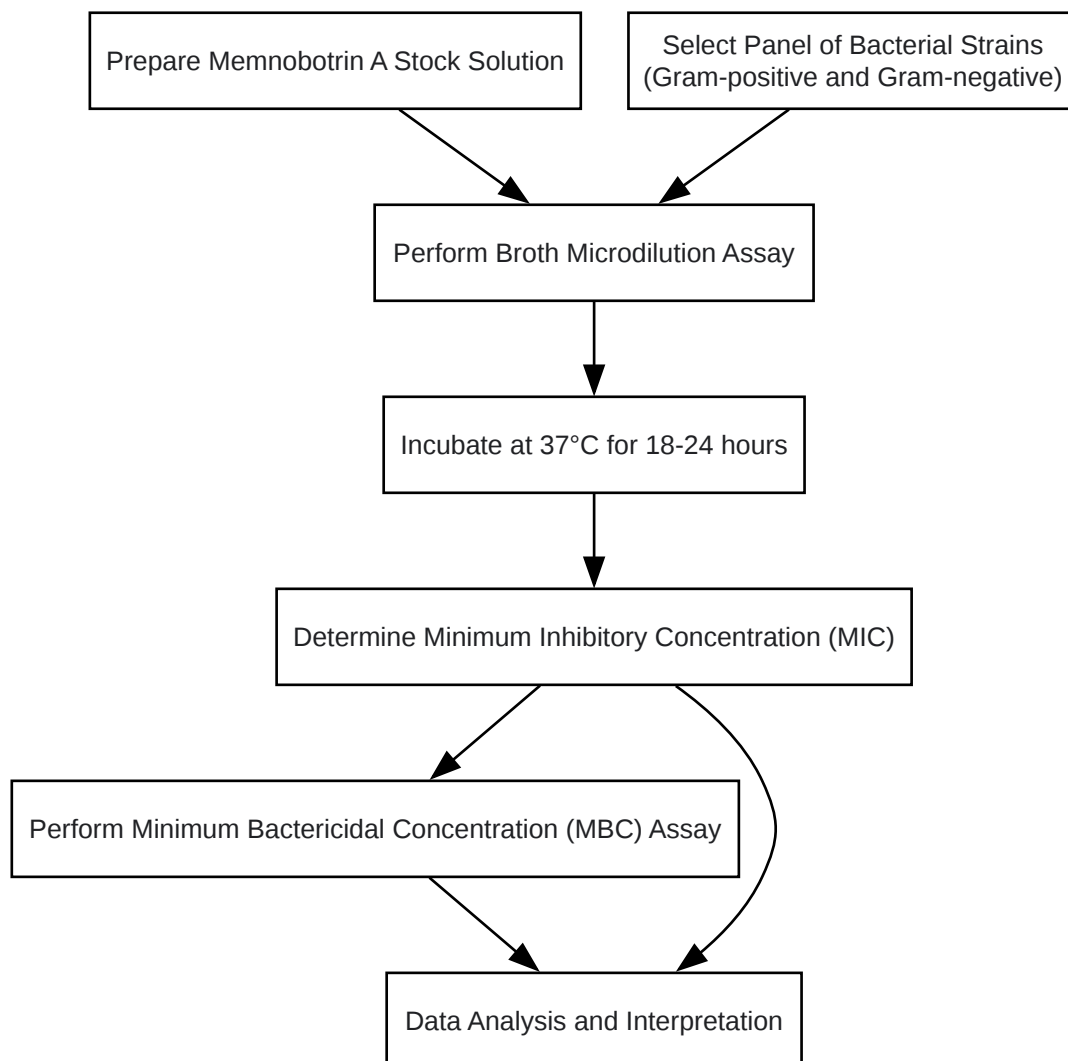 Prepare Memnobotrin A Stock Solution
Select Panel of Bacterial Strains
(Gram-positive and Gram-negative)
Perform Broth Microdilution Assay
Incubate at 37°C for 18-24 hours
Determine Minimum Inhibitory Concentration (MIC)
Perform Minimum Bactericidal Concentration (MBC) Assay
Data Analysis and Interpretation